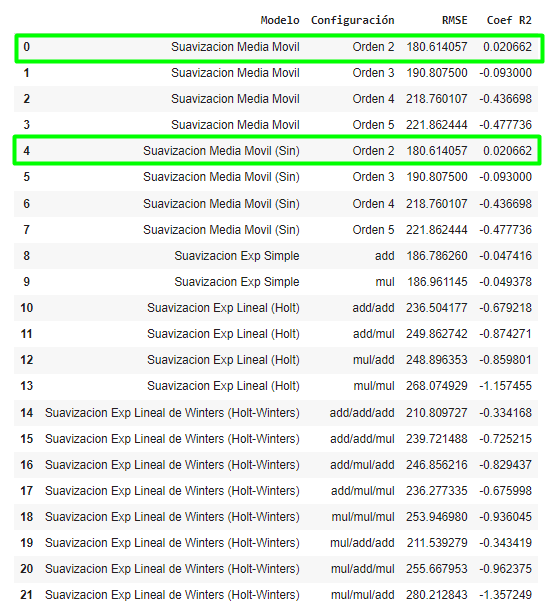 Modelo Configuración RMSE Coef R2
0 Suavizacion Media Movil Orden 2 180.614057 0.020662
1 Suavizacion Media Movil Orden 3 190.807500 -0.093000
2 Suavizacion Media Movil Orden 4 218.760107 -0.436698
3 Suavizacion Media Movil Orden 5 221.862444 -0.477736
4 Suavizacion Media Movil (Sin) Orden 2 180.614057 0.020662
5 Suavizacion Media Movil (Sin) Orden 3 190.807500 -0.093000
6 Suavizacion Media Movil (Sin) Orden 4 218.760107 -0.436698
7 Suavizacion Media Movil (Sin) Orden 5 221.862444 -0.477736
8 Suavizacion Exp Simple add 186.786260 -0.047416
9 Suavizacion Exp Simple mul 186.961145 -0.049378
10 Suavizacion Exp Lineal (Holt) add/add 236.504177 -0.679218
11 Suavizacion Exp Lineal (Holt) add/mul 249.862742 -0.874271
12 Suavizacion Exp Lineal (Holt) mul/add 248.896353 -0.859801
13 Suavizacion Exp Lineal (Holt) mul/mul 268.074929 -1.157455
14 Suavizacion Exp Lineal de Winters (Holt-Winters) add/add/add 210.809727 -0.334168
15 Suavizacion Exp Lineal de Winters (Holt-Winters) add/add/mul 239.721488 -0.725215
16 Suavizacion Exp Lineal de Winters (Holt-Winters) add/mul/add 246.856216 -0.829437
17 Suavizacion Exp Lineal de Winters (Holt-Winters) add/mul/mul 236.277335 -0.675998
18 Suavizacion Exp Lineal de Winters (Holt-Winters) mul/mul/mul 253.946980 -0.936045
19 Suavizacion Exp Lineal de Winters (Holt-Winters) mul/add/add 211.539279 -0.343419
20 Suavizacion Exp Lineal de Winters (Holt-Winters) mul/add/mul 255.667953 -0.962375
21 Suavizacion Exp Lineal de Winters (Holt-Winters) mul/mul/add 280.212843 -1.357249